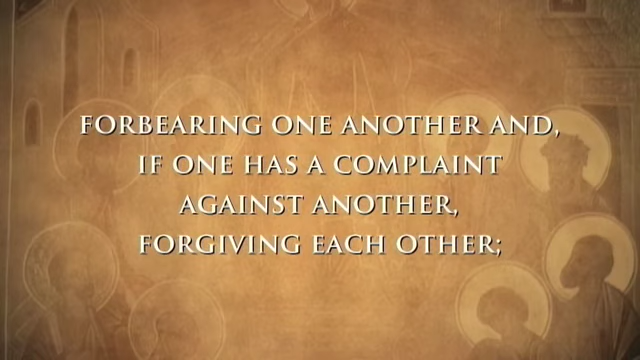 FORBEARING ONE ANOTHER AND,
IF ONE HAS A COMPLAINT
AGAINST ANOTHER,
FORGIVING EACH OTHER;